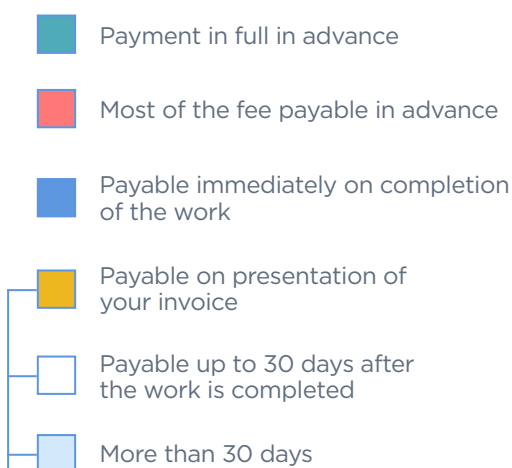 Payment in full in advance
Most of the fee payable in advance
Payable immediately on completion
of the work
Payable on presentation of
your invoice
Payable up to 30 days after
the work is completed
More than 30 days